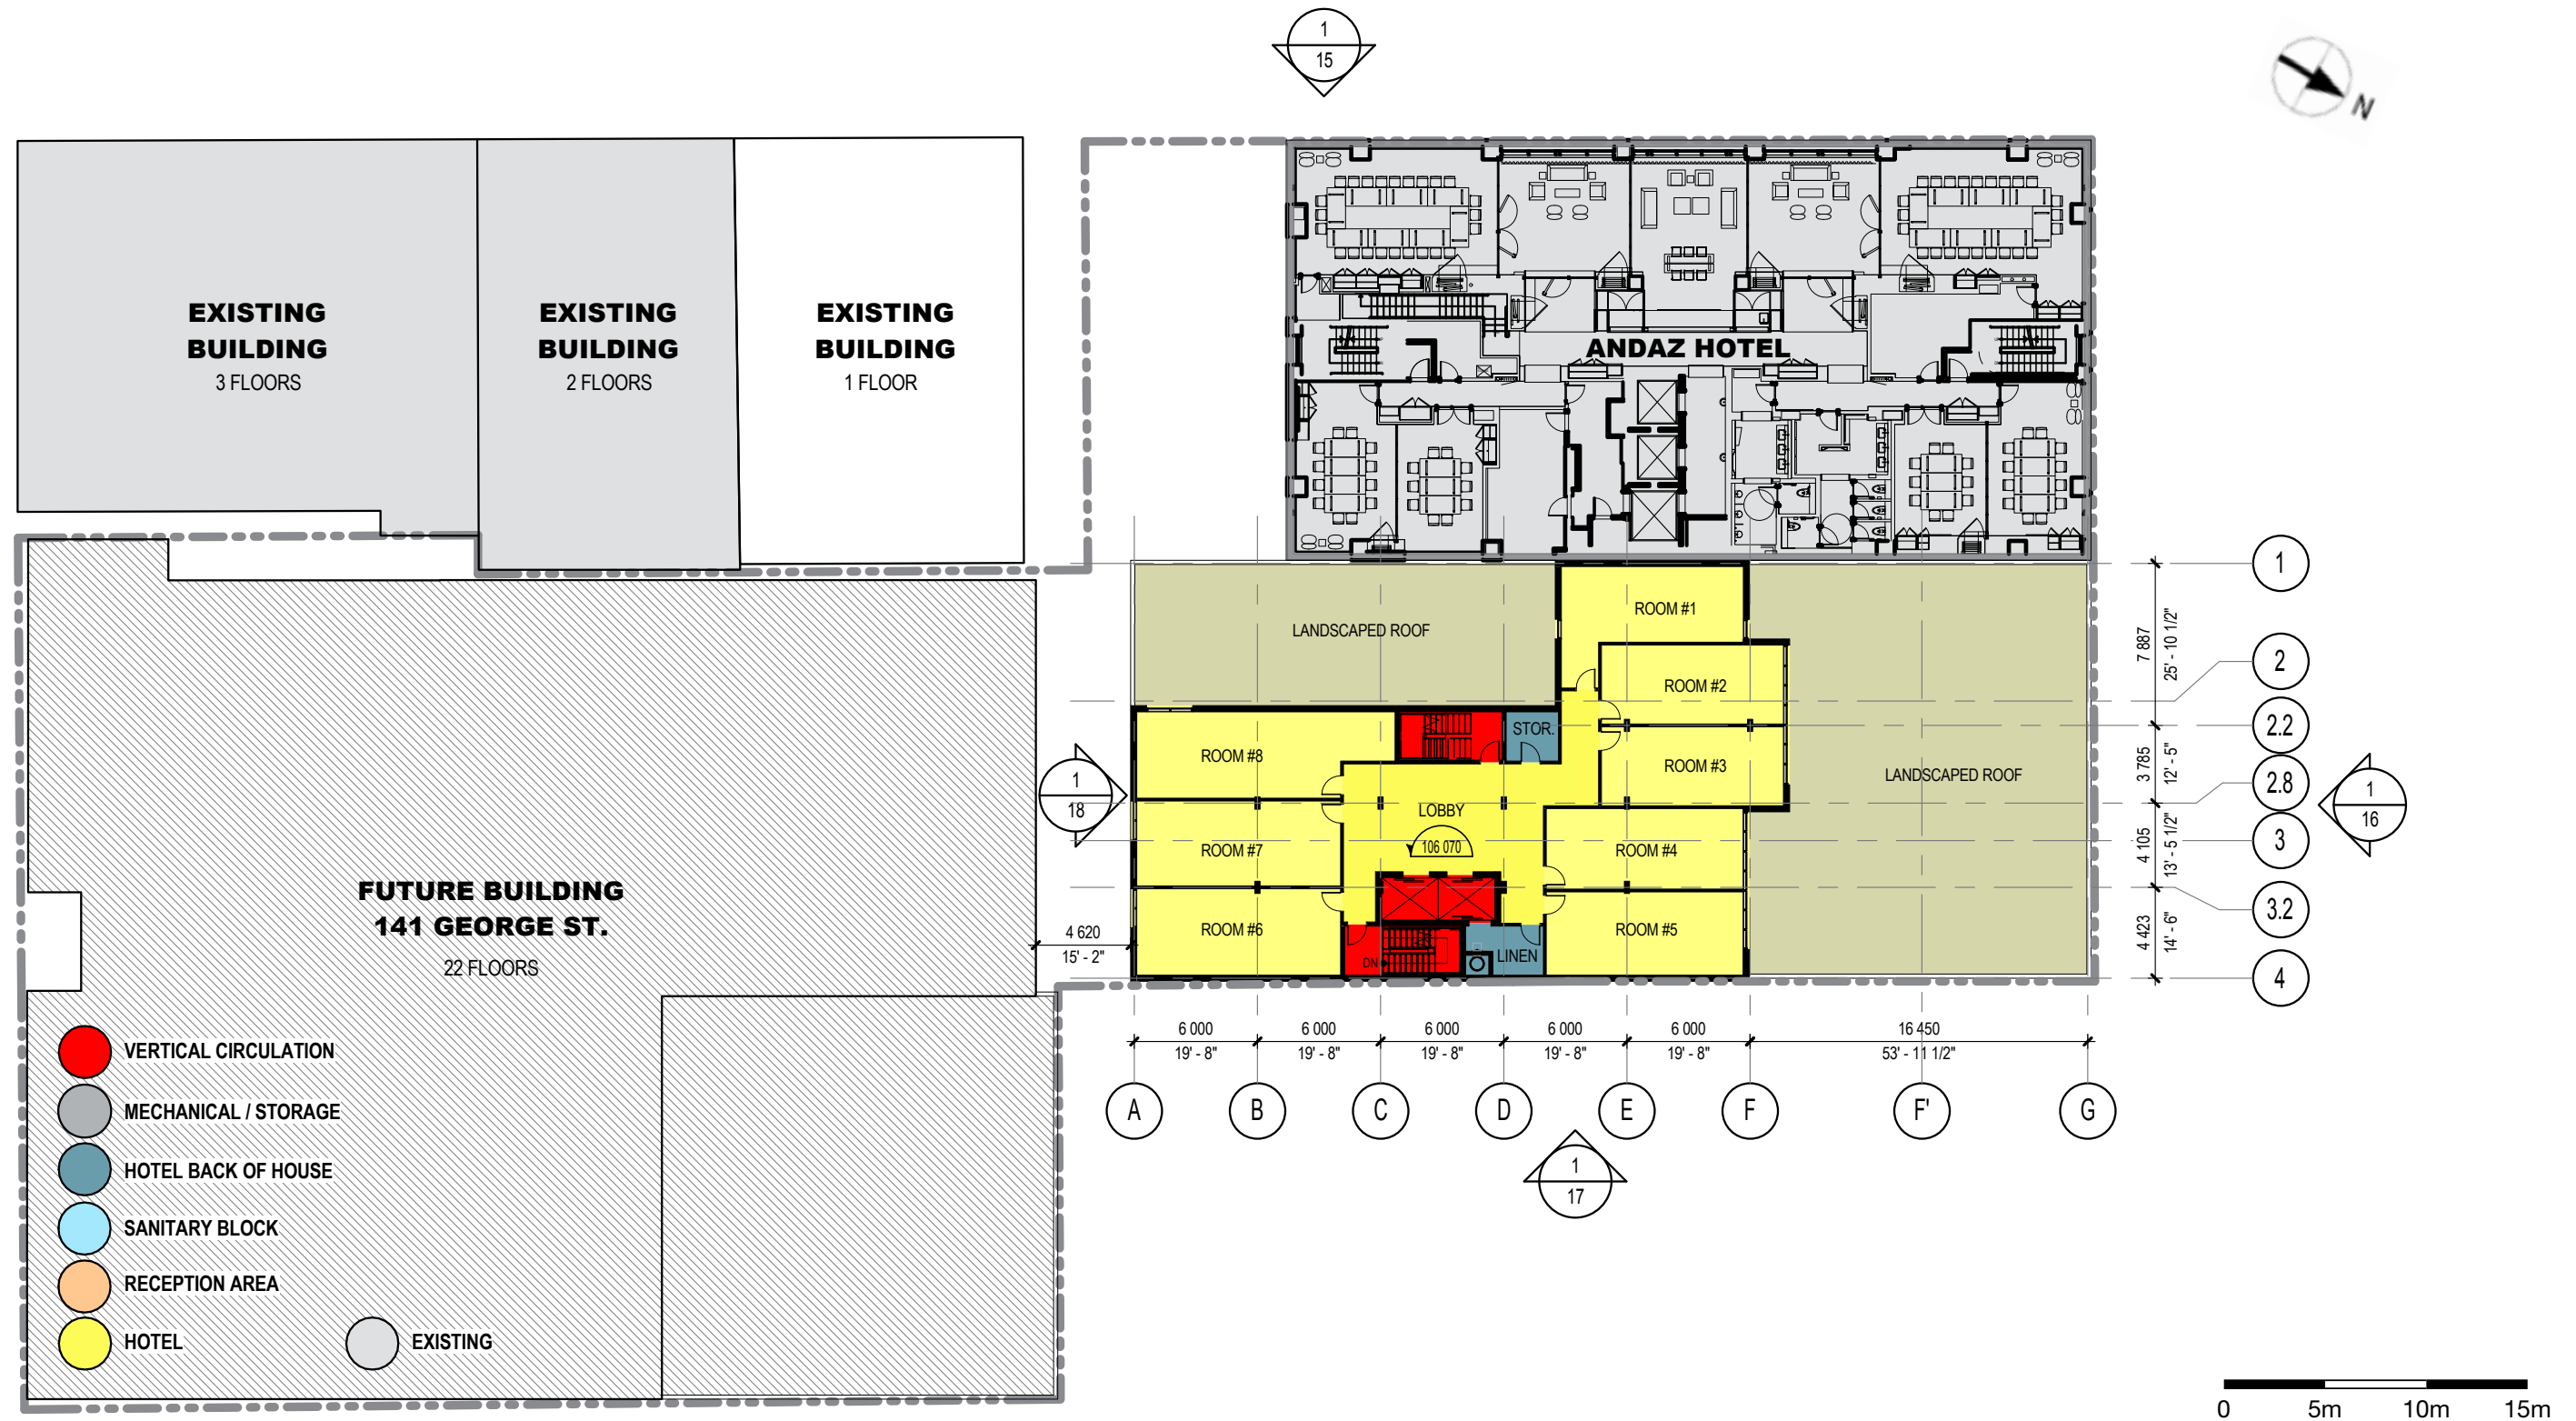 1
15
N
EXISTING
BUILDING
3 FLOORS
EXISTING
BUILDING
2 FLOORS
EXISTING
BUILDING
1 FLOOR
ANDAZ HOTEL
LANDSCAPED ROOF
ROOM #1
ROOM #2
STOR.
ROOM #8
ROOM #3
LANDSCAPED ROOF
LOBBY
106 070
ROOM #7
ROOM #4
ROOM #6
ROOM #5
DN
LINEN
1
18
1
16
1
17
1
2
2.2
2.8
3
3.2
4
7 887
25' - 10 1/2"
3 785
12' - 5"
4 105
13' - 5 1/2"
4 423
14' - 6"
4 620
15' - 2"
FUTURE BUILDING
141 GEORGE ST.
22 FLOORS
6 000
19' - 8"
6 000
19' - 8"
6 000
19' - 8"
6 000
19' - 8"
6 000
19' - 8"
16 450
53' - 11 1/2"
A
B
C
D
E
F
F'
G
VERTICAL CIRCULATION
MECHANICAL / STORAGE
HOTEL BACK OF HOUSE
SANITARY BLOCK
RECEPTION AREA
HOTEL
EXISTING
0
5m
10m
15m